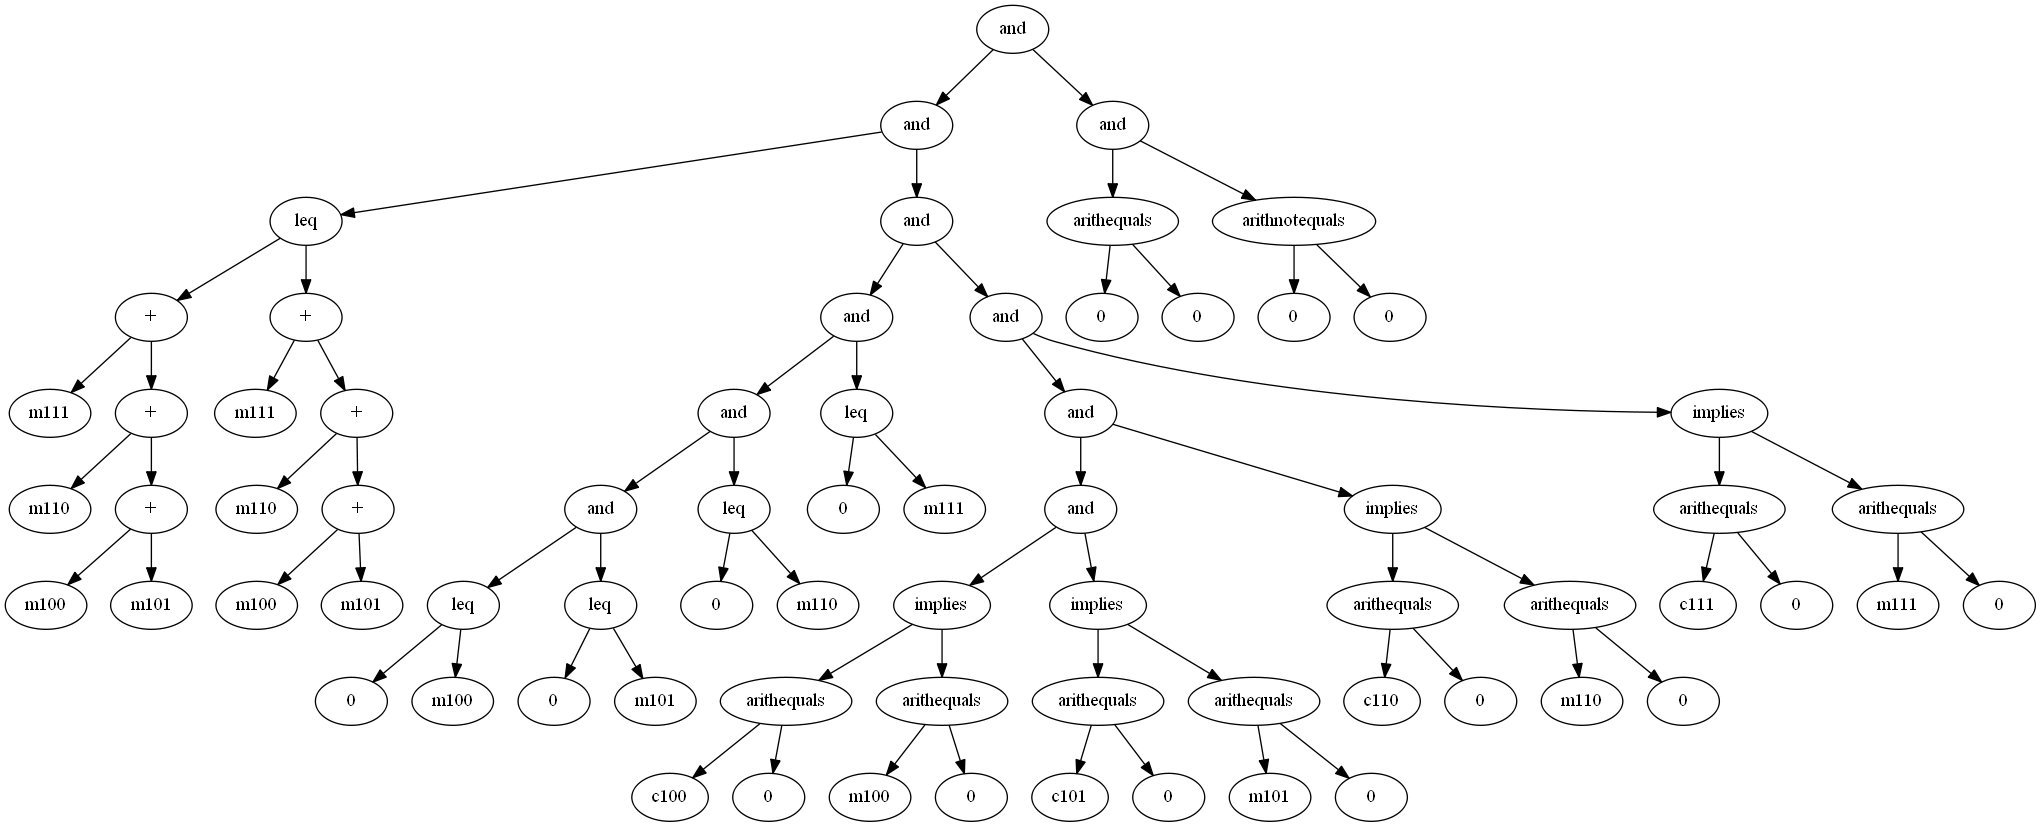 and
and and
leq and arithequals arithnotequals
+ + and and 0 0 0 0
m111 + m111 + and leq and implies
m110 + m110 + and leq 0 m111 and implies arithequals arithequals
m100 m101 m100 m101 leq leq 0 m110 implies implies arithequals arithequals c111 0 m111 0
0 m100 0 m101 arithequals arithequals arithequals arithequals c110 0 m110 0
c100 0 m100 0 c101 0 m101 0